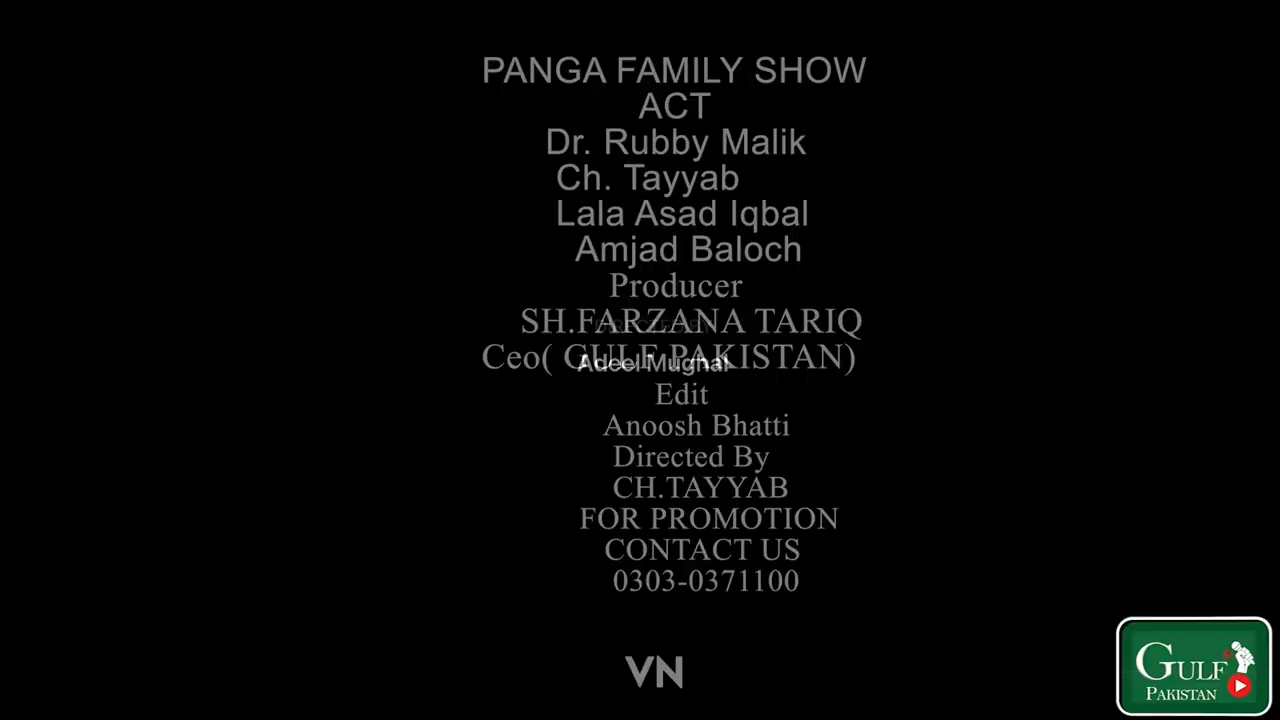 PANGA FAMILY SHOW
ACT
Dr. Rubby Malik
Ch. Tayyab
Lala Asad Iqbal
Amjad Baloch
Producer
SH.FARZANA TARIQ
DIRECTED BY
Ceo( GULF PAKISTAN)
Adeel Mughal
Edit
Anoosh Bhatti
Directed By
CH.TAYYAB
FOR PROMOTION
CONTACT US
0303-0371100
VN
GULF
PAKISTAN